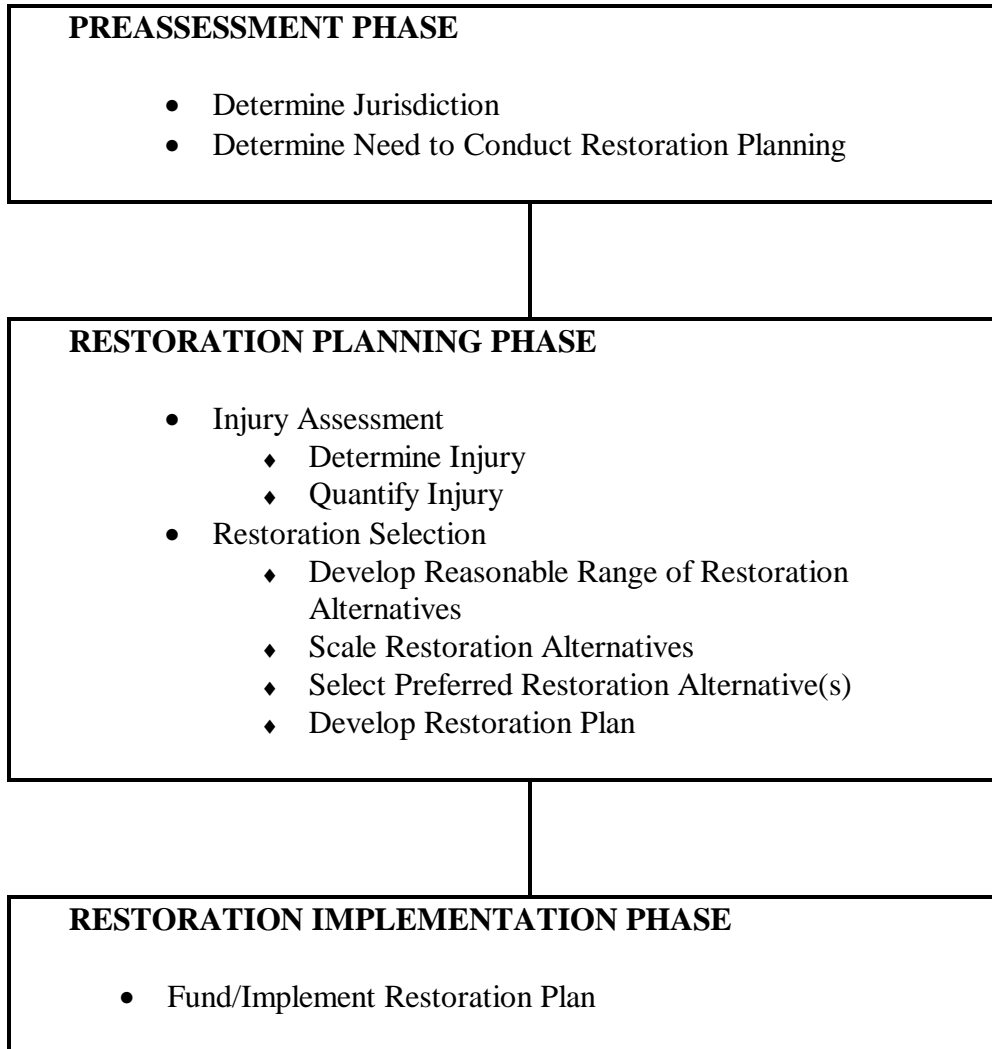 PREASSESSMENT PHASE
• Determine Jurisdiction
• Determine Need to Conduct Restoration Planning
RESTORATION PLANNING PHASE
• Injury Assessment
♦ Determine Injury
♦ Quantify Injury
• Restoration Selection
♦ Develop Reasonable Range of Restoration
Alternatives
♦ Scale Restoration Alternatives
♦ Select Preferred Restoration Alternative(s)
♦ Develop Restoration Plan
RESTORATION IMPLEMENTATION PHASE
• Fund/Implement Restoration Plan